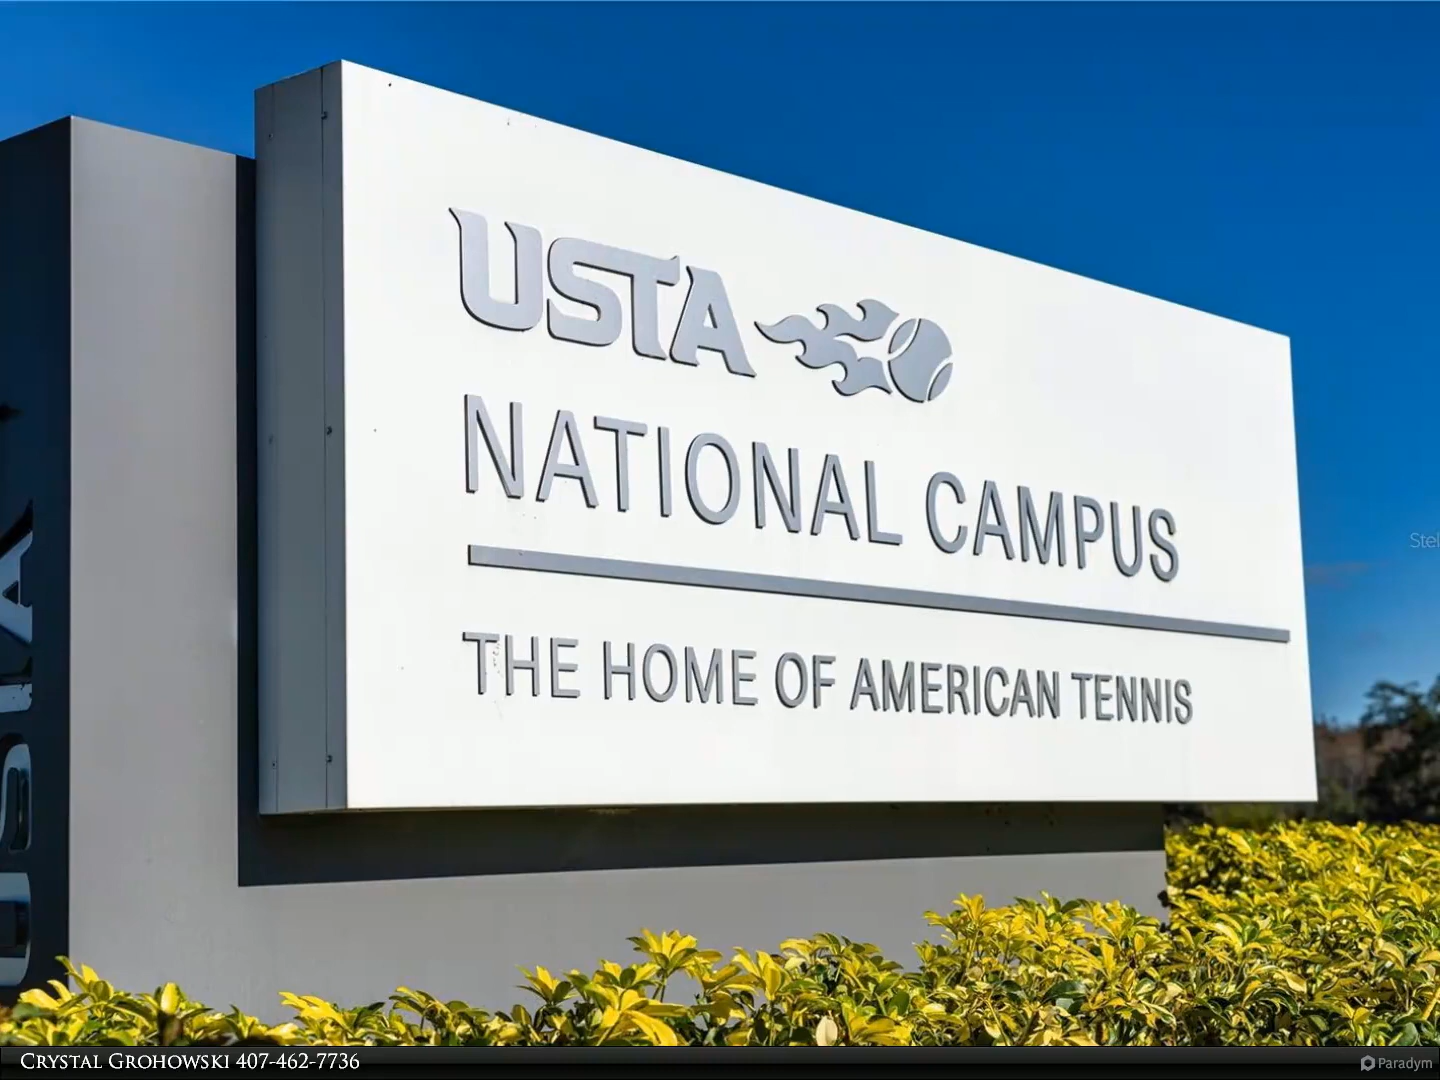 USTA
NATIONAL CAMPUS
THE HOME OF AMERICAN TENNIS
Crystal Grohowski 407-462-7736
Paradym